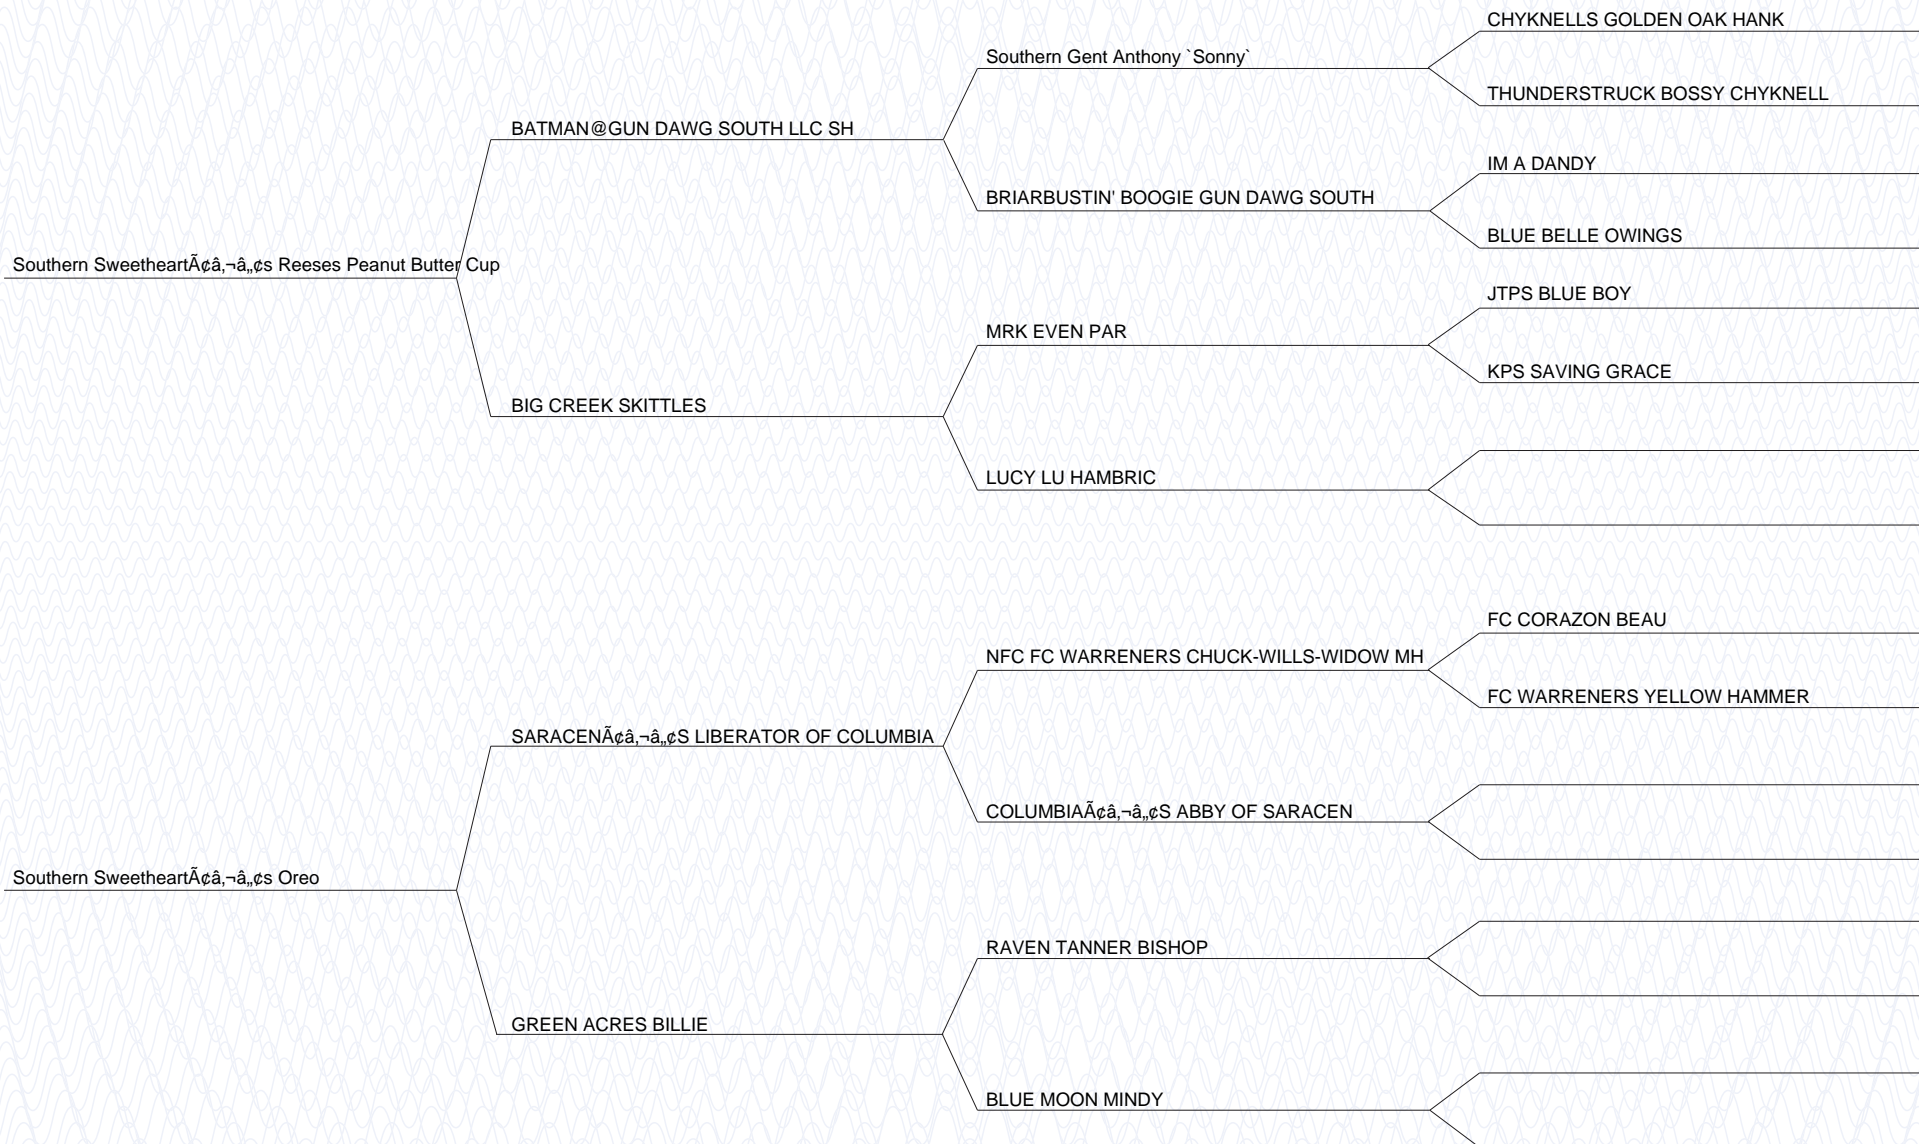 CHYKNELLS GOLDEN OAK HANK
Southern Gent Anthony `Sonny`
THUNDERSTRUCK BOSSY CHYKNELL
BATMAN@GUN DAWG SOUTH LLC SH
IM A DANDY
BRIARBUSTIN' BOOGIE GUN DAWG SOUTH
BLUE BELLE OWINGS
Southern SweetheartÃ¢â‚¬â„¢s Reeses Peanut Butter Cup
JTPS BLUE BOY
MRK EVEN PAR
KPS SAVING GRACE
BIG CREEK SKITTLES
LUCY LU HAMBRIC
FC CORAZON BEAU
NFC FC WARRENERS CHUCK-WILLS-WIDOW MH
FC WARRENERS YELLOW HAMMER
SARACENÃ¢â‚¬â„¢S LIBERATOR OF COLUMBIA
COLUMBIAÃ¢â‚¬â„¢S ABBY OF SARACEN
Southern SweetheartÃ¢â‚¬â„¢s Oreo
RAVEN TANNER BISHOP
GREEN ACRES BILLIE
BLUE MOON MINDY